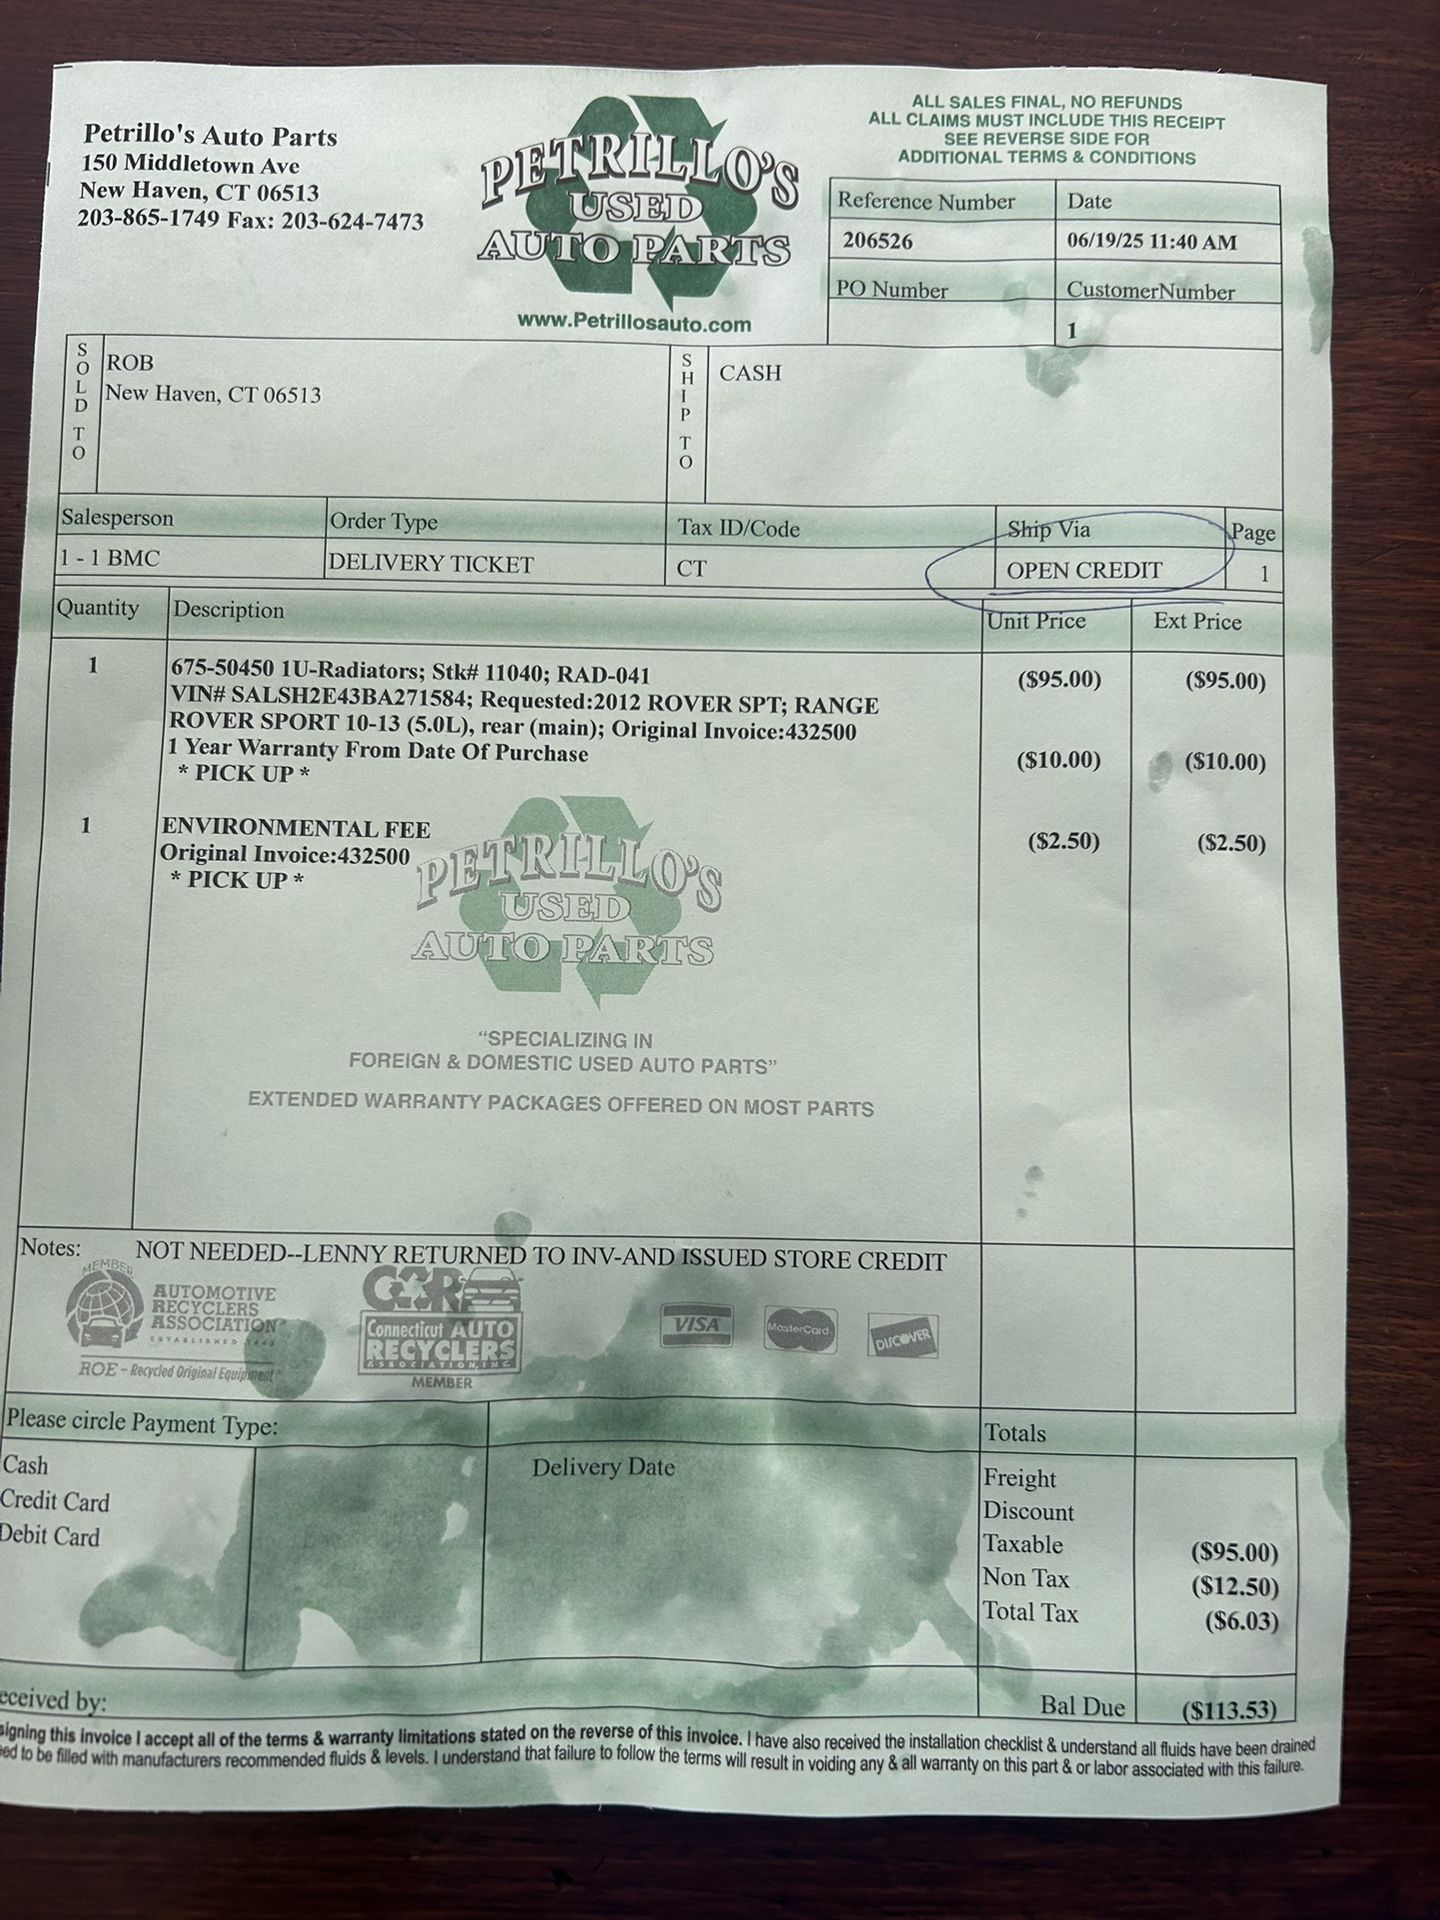 Petrillo's Auto Parts
150 Middletown Ave
New Haven, CT 06513
203-865-1749 Fax: 203-624-7473
PETRILLO'S
USED
AUTO PARTS
www.Petrillosauto.com
ALL SALES FINAL, NO REFUNDS
ALL CLAIMS MUST INCLUDE THIS RECEIPT
SEE REVERSE SIDE FOR
ADDITIONAL TERMS & CONDITIONS
Reference Number Date
206526 06/19/25 11:40 AM
PO Number CustomerNumber
1
SOLD TO
ROB
New Haven, CT 06513
SHIP TO
CASH
Salesperson Order Type Tax ID/Code Ship Via Page
1 - 1 BMC DELIVERY TICKET CT OPEN CREDIT 1
Quantity Description Unit Price Ext Price
1 675-50450 1U-Radiators; Stk# 11040; RAD-041 ($95.00) ($95.00)
VIN# SALSH2E43BA271584; Requested:2012 ROVER SPT; RANGE
ROVER SPORT 10-13 (5.0L), rear (main); Original Invoice:432500
1 Year Warranty From Date Of Purchase ($10.00) ($10.00)
* PICK UP *
1 ENVIRONMENTAL FEE ($2.50) ($2.50)
Original Invoice:432500
* PICK UP *
PETRILLO'S
USED
AUTO PARTS
"SPECIALIZING IN
FOREIGN & DOMESTIC USED AUTO PARTS"
EXTENDED WARRANTY PACKAGES OFFERED ON MOST PARTS
Notes: NOT NEEDED--LENNY RETURNED TO INV-AND ISSUED STORE CREDIT
MEMBER
AUTOMOTIVE
RECYCLERS
ASSOCIATION
ROE - Recycled Original Equipment
CAR
Connecticut AUTO
RECYCLERS
ASSOCIATION, INC.
MEMBER
VISA
MasterCard
DISCOVER
Please circle Payment Type:
Cash
Credit Card
Debit Card
Delivery Date
Totals
Freight
Discount
Taxable ($95.00)
Non Tax ($12.50)
Total Tax ($6.03)
eceived by:
Bal Due ($113.53)
signing this invoice I accept all of the terms & warranty limitations stated on the reverse of this invoice. I have also received the installation checklist & understand all fluids have been drained
to be filled with manufacturers recommended fluids & levels. I understand that failure to follow the terms will result in voiding any & all warranty on this part & or labor associated with this failure.